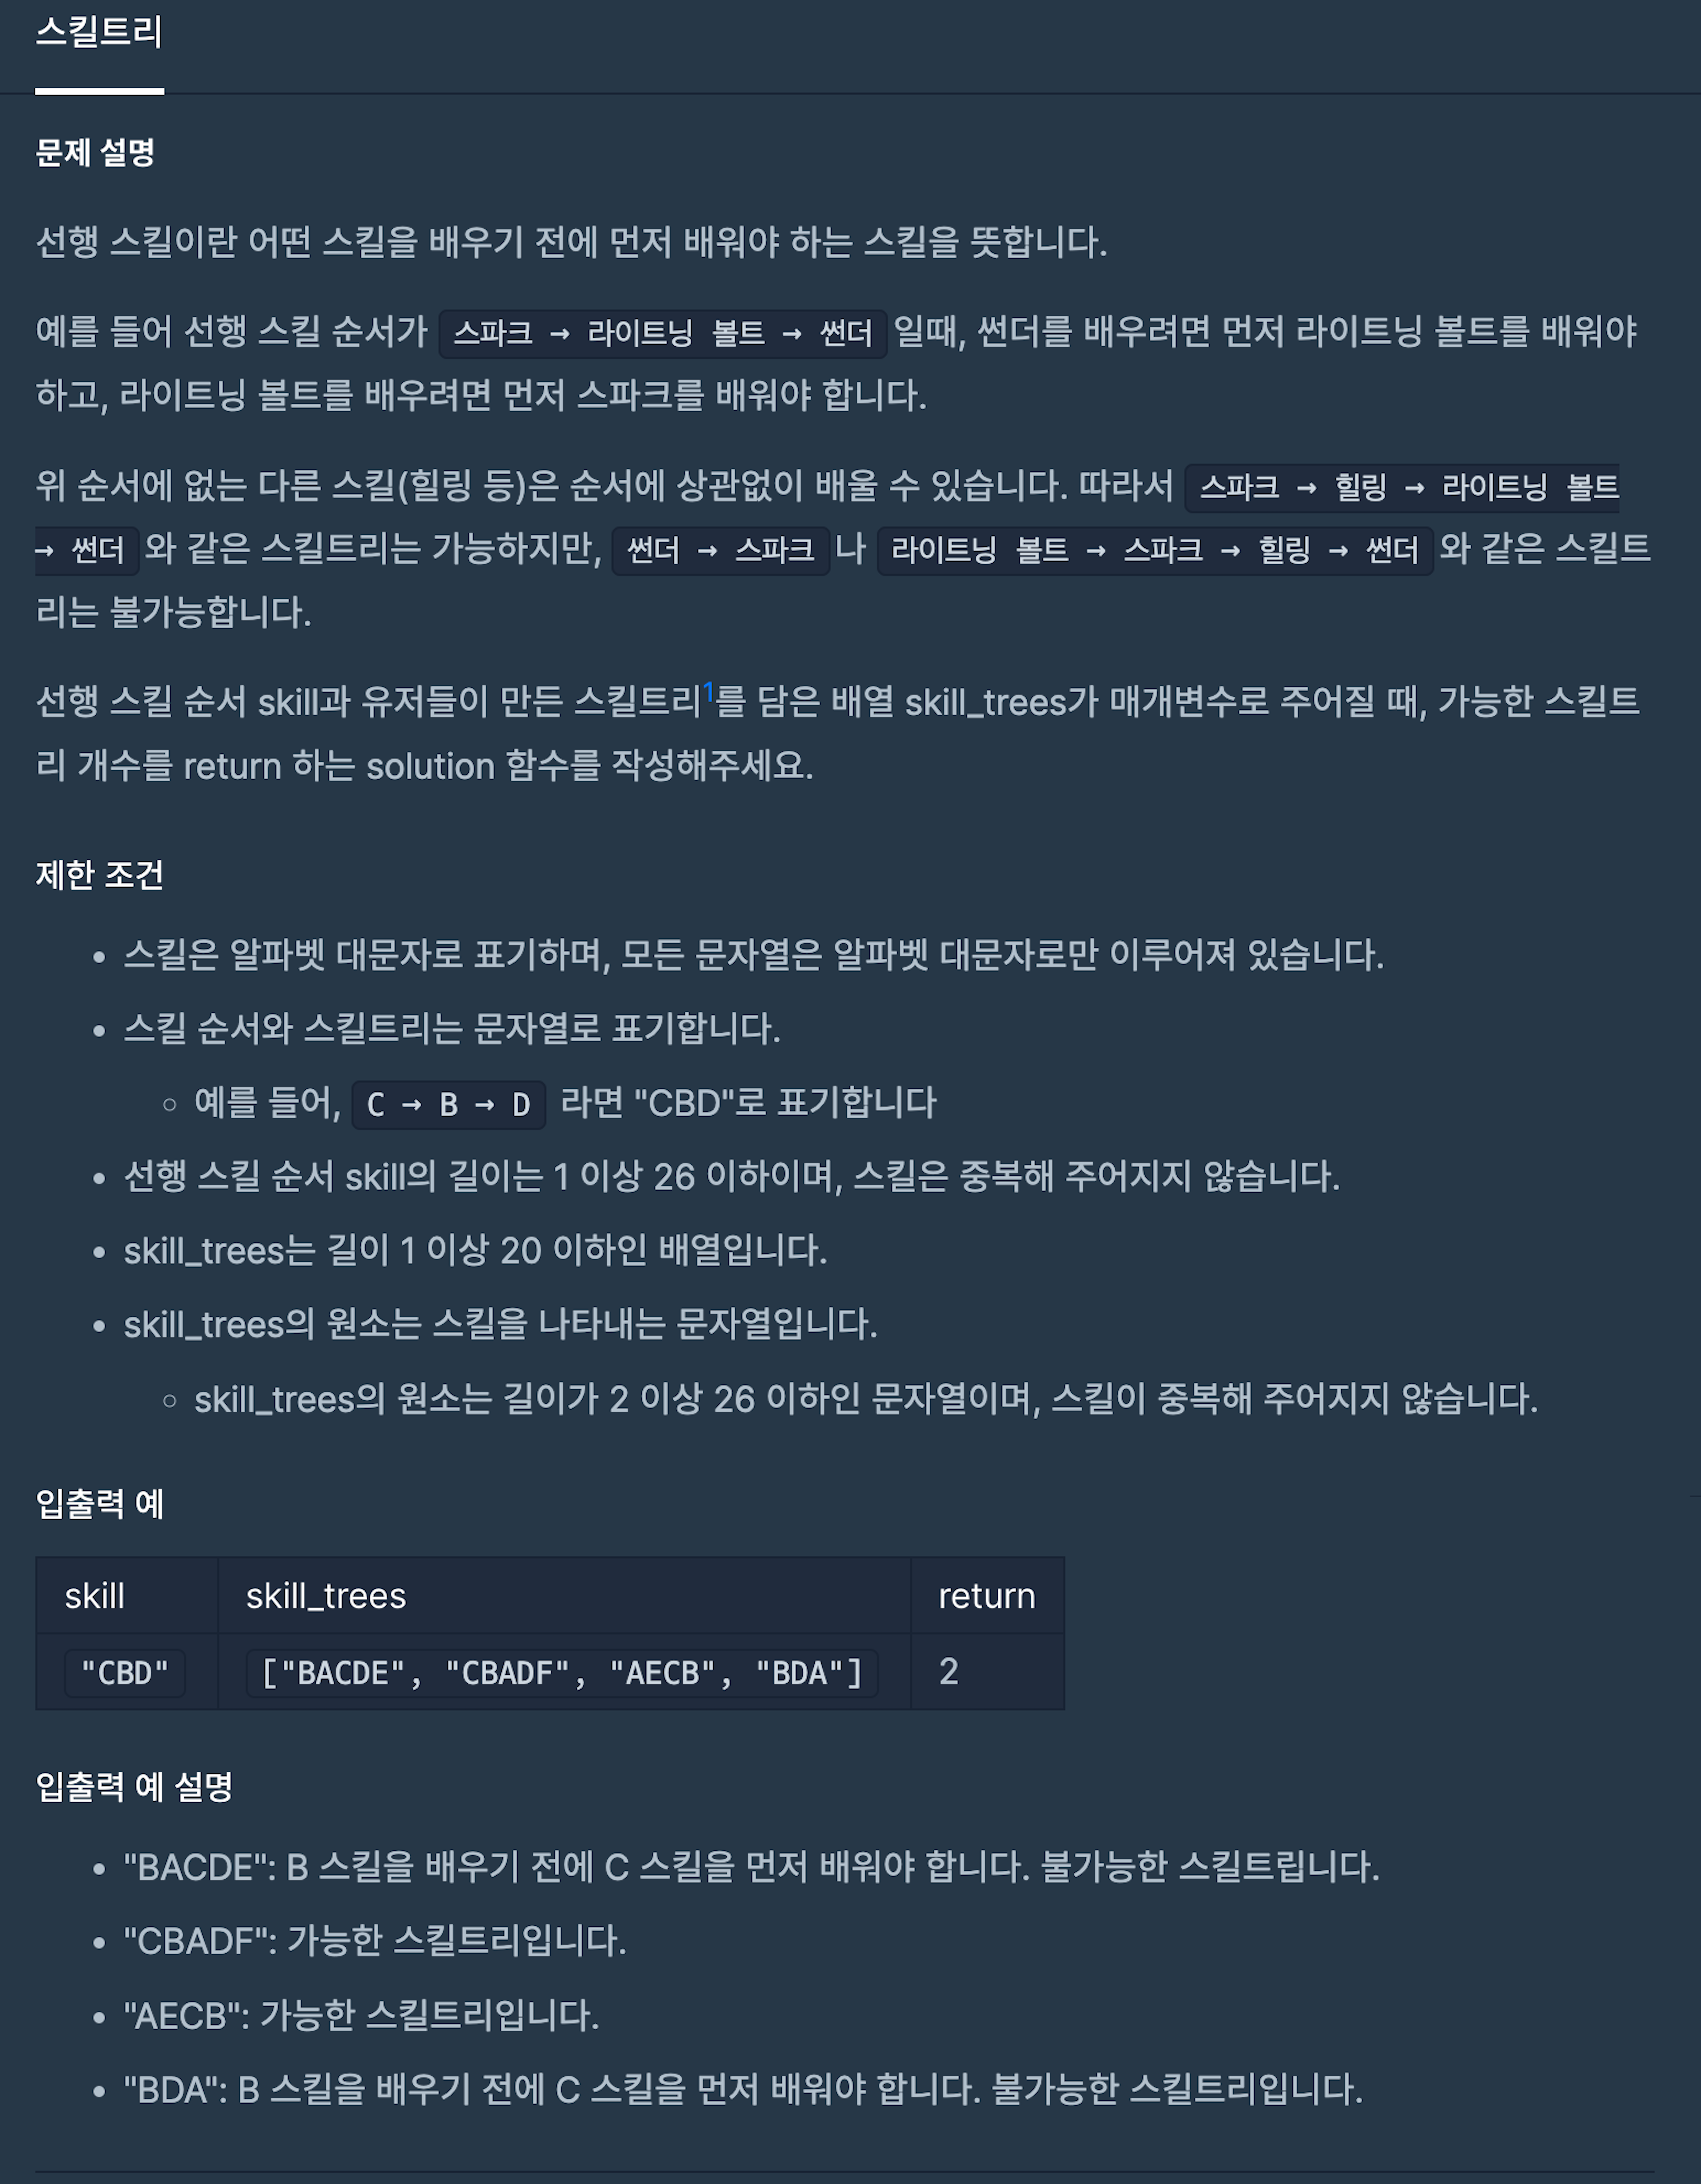 스킬트리
문제 설명
선행 스킬이란 어떤 스킬을 배우기 전에 먼저 배워야 하는 스킬을 뜻합니다.
예를 들어 선행 스킬 순서가 스파크 → 라이트닝 볼트 → 썬더 일때, 썬더를 배우려면 먼저 라이트닝 볼트를 배워야
하고, 라이트닝 볼트를 배우려면 먼저 스파크를 배워야 합니다.
위 순서에 없는 다른 스킬(힐링 등)은 순서에 상관없이 배울 수 있습니다. 따라서 스파크 → 힐링 → 라이트닝 볼트
→ 썬더 와 같은 스킬트리는 가능하지만, 썬더 → 스파크 나 라이트닝 볼트 → 스파크 → 힐링 → 썬더 와 같은 스킬트
리는 불가능합니다.
선행 스킬 순서 skill과 유저들이 만든 스킬트리1를 담은 배열 skill_trees가 매개변수로 주어질 때, 가능한 스킬트
리 개수를 return 하는 solution 함수를 작성해주세요.
제한 조건
• 스킬은 알파벳 대문자로 표기하며, 모든 문자열은 알파벳 대문자로만 이루어져 있습니다.
• 스킬 순서와 스킬트리는 문자열로 표기합니다.
◦ 예를 들어, C → B → D 라면 "CBD"로 표기합니다
• 선행 스킬 순서 skill의 길이는 1 이상 26 이하이며, 스킬은 중복해 주어지지 않습니다.
• skill_trees는 길이 1 이상 20 이하인 배열입니다.
• skill_trees의 원소는 스킬을 나타내는 문자열입니다.
◦ skill_trees의 원소는 길이가 2 이상 26 이하인 문자열이며, 스킬이 중복해 주어지지 않습니다.
입출력 예
skill skill_trees return
"CBD" ["BACDE", "CBADF", "AECB", "BDA"] 2
입출력 예 설명
• "BACDE": B 스킬을 배우기 전에 C 스킬을 먼저 배워야 합니다. 불가능한 스킬트립니다.
• "CBADF": 가능한 스킬트리입니다.
• "AECB": 가능한 스킬트리입니다.
• "BDA": B 스킬을 배우기 전에 C 스킬을 먼저 배워야 합니다. 불가능한 스킬트리입니다.